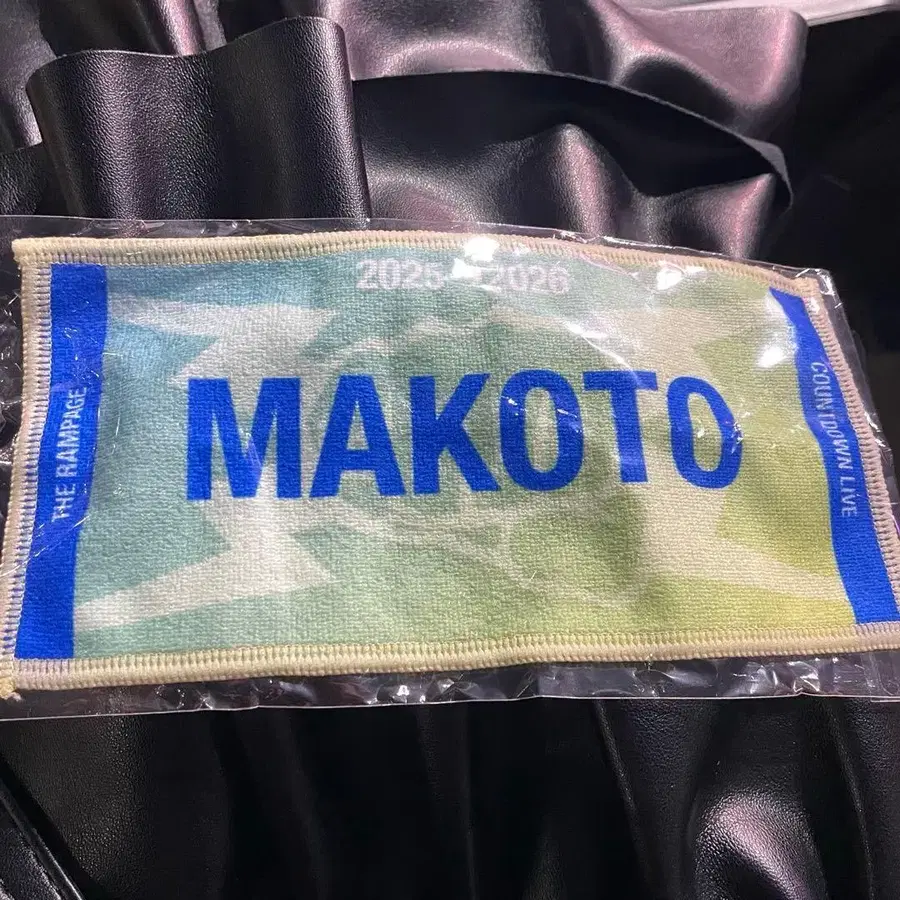 2025 - 2026
THE RAMPAGE
MAKOTO
COUNTDOWN LIVE